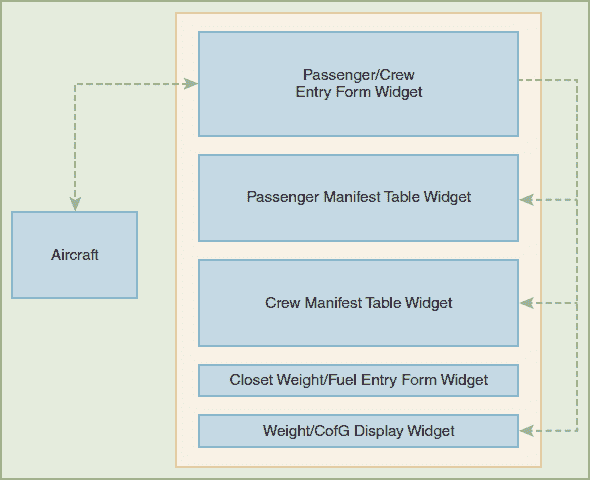 Passenger/Crew
Entry Form Widget
Passenger Manifest Table Widget
Aircraft
Crew Manifest Table Widget
Closet Weight/Fuel Entry Form Widget
Weight/CofG Display Widget